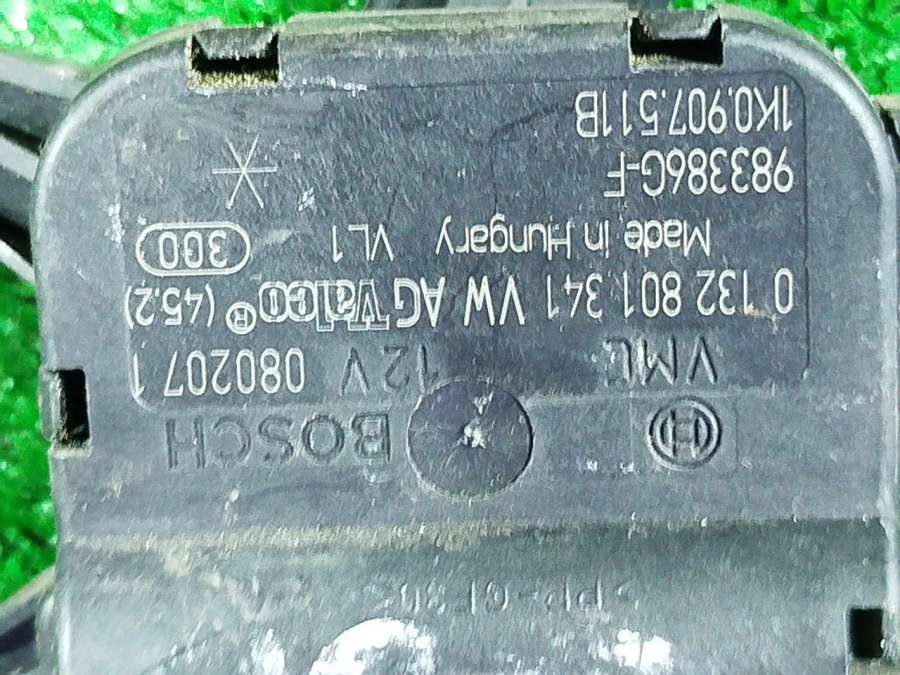 BOSCH
12V 080207 1
0 132 801 341 VW AG Valeo® (45.2)
Made in Hungary VL1 300
983386G-F
1K0.907.511B